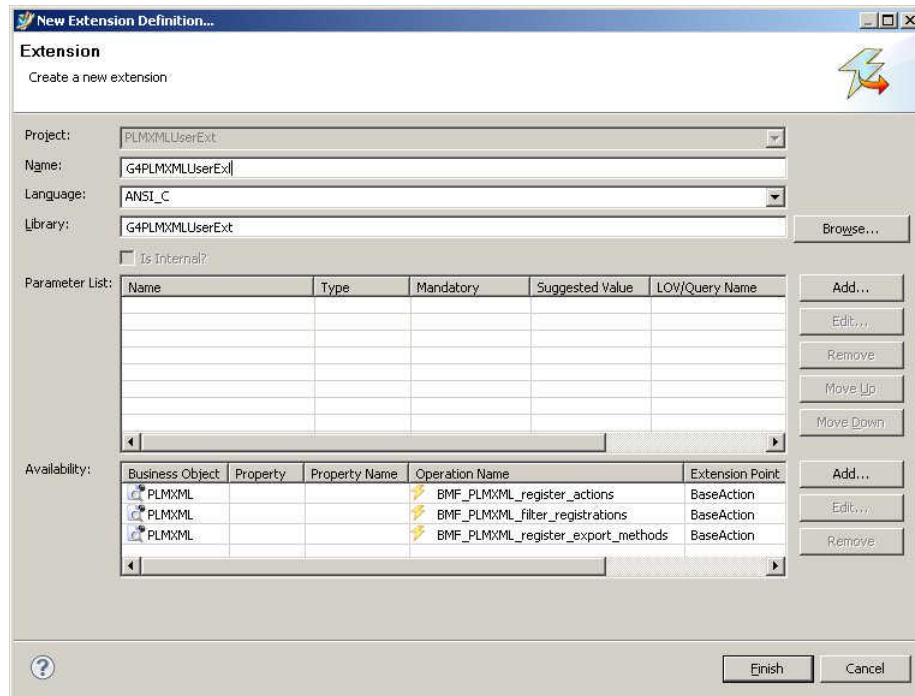 New Extension Definition...
Extension
Create a new extension
Project: PLMXMLUserExt
Name: G4PLMXMLUserExl
Language: ANSI_C
Library: G4PLMXMLUserExt Browse...
Is Internal?
Parameter List: Name Type Mandatory Suggested Value LOV/Query Name Add...
Edit...
Remove
Move Up
Move Down
Availability: Business Object Property Property Name Operation Name Extension Point Add...
PLMXML BMF_PLMXML_register_actions BaseAction
PLMXML BMF_PLMXML_filter_registrations BaseAction Edit...
PLMXML BMF_PLMXML_register_export_methods BaseAction Remove
? Finish Cancel